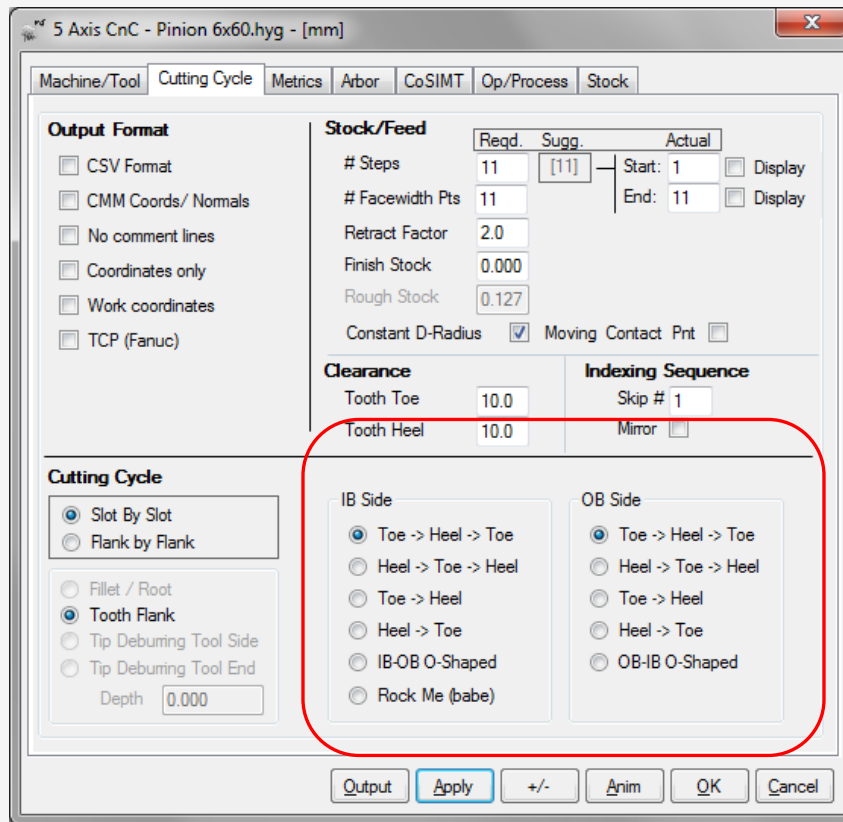 5 Axis CnC - Pinion 6x60.hyg - [mm]
Machine/Tool Cutting Cycle Metrics Arbor CoSIMT Op/Process Stock
Output Format
CSV Format
CMM Coords/ Normals
No comment lines
Coordinates only
Work coordinates
TCP (Fanuc)
Stock/Feed Reqd. Sugg. Actual
# Steps 11 [11] Start: 1 Display
# Facewidth Pts 11 End: 11 Display
Retract Factor 2.0
Finish Stock 0.000
Rough Stock 0.127
Constant D-Radius Moving Contact Pnt
Clearance
Tooth Toe 10.0
Tooth Heel 10.0
Indexing Sequence
Skip # 1
Mirror
Cutting Cycle
Slot By Slot
Flank by Flank
Fillet / Root
Tooth Flank
Tip Deburring Tool Side
Tip Deburring Tool End
Depth 0.000
IB Side
Toe -> Heel -> Toe
Heel -> Toe -> Heel
Toe -> Heel
Heel -> Toe
IB-OB O-Shaped
Rock Me (babe)
OB Side
Toe -> Heel -> Toe
Heel -> Toe -> Heel
Toe -> Heel
Heel -> Toe
OB-IB O-Shaped
Output Apply +/- Anim OK Cancel